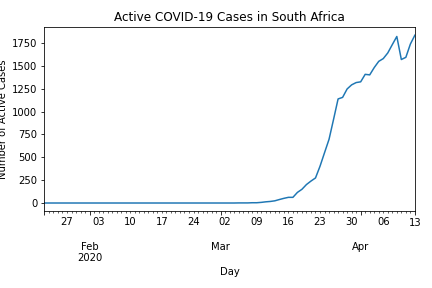 Active COVID-19 Cases in South Africa
Number of Active Cases
1750
1500
1250
1000
750
500
250
0
27 03 10 17 24 02 09 16 23 30 06 13
Feb Mar Apr
2020
Day